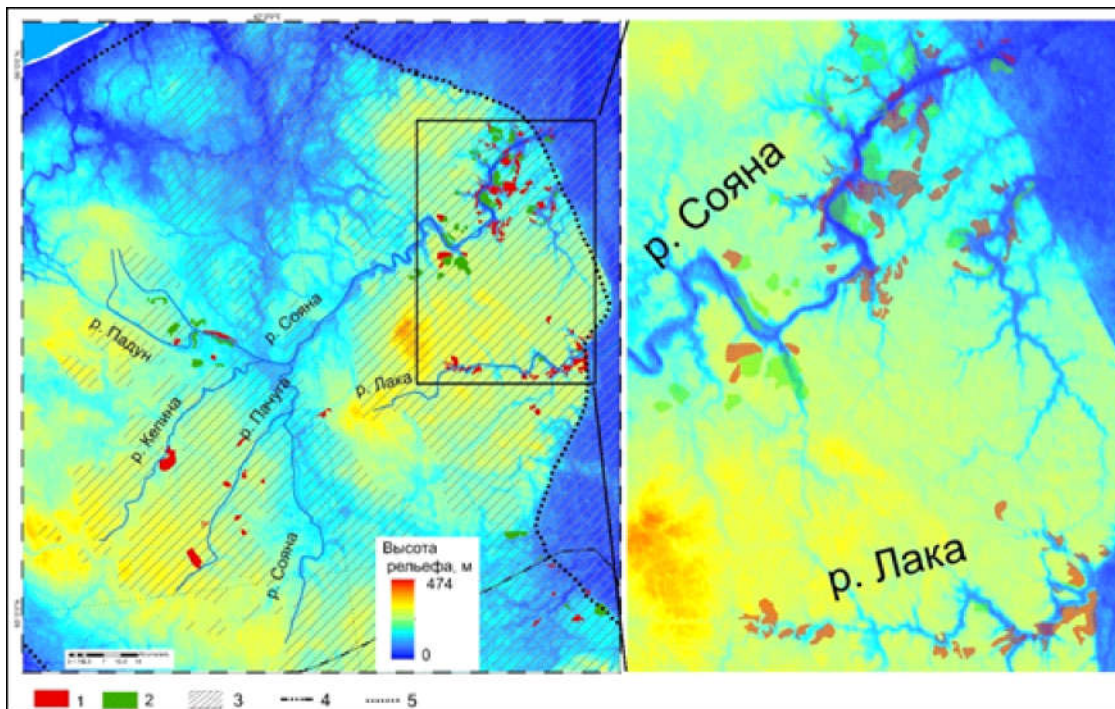 р. Сояна
р. Падун
р. Пачуга
р. Лака
р. Кепина
р. Сояна
Высота
рельефа, м
474
0
р. Сояна
р. Лака
1 2 3 4 5